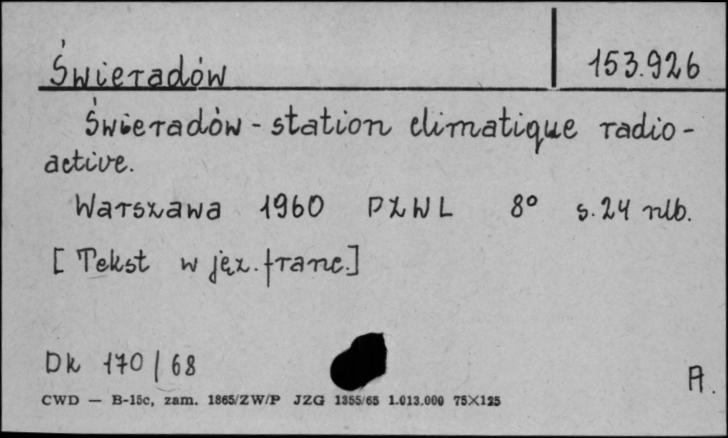 Świeradów 153.926
Świeradów - station climatique radio-
active.
Warszawa 1960 PZWL 8° s. 24 nlb.
[Tekst w jęz. franc.]
Dk 170/68
A.
CWD — B-15c, zam. 1865/ZW/P JZG 1355/65 1.013.000 75×125